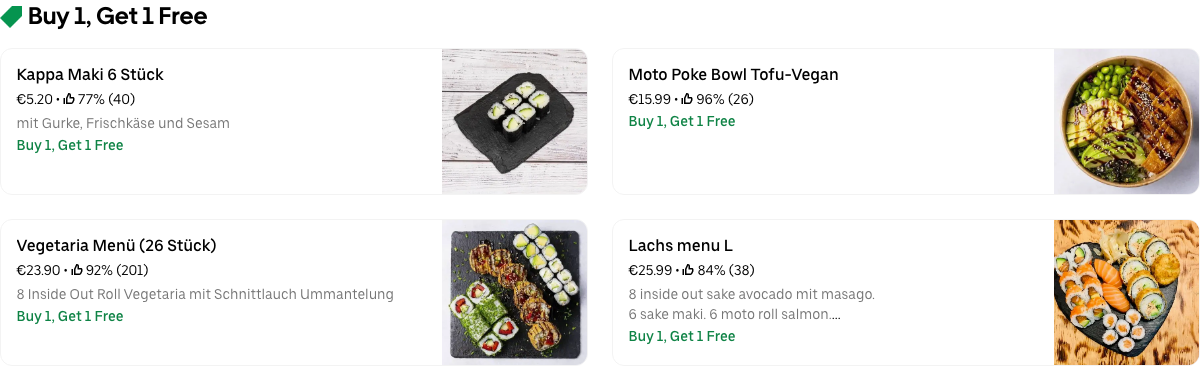 Buy 1, Get 1 Free
Kappa Maki 6 Stück
€5.20 • 77% (40)
mit Gurke, Frischkäse und Sesam
Buy 1, Get 1 Free
Moto Poke Bowl Tofu-Vegan
€15.99 • 96% (26)
Buy 1, Get 1 Free
Vegetaria Menü (26 Stück)
€23.90 • 92% (201)
8 Inside Out Roll Vegetaria mit Schnittlauch Ummantelung
Buy 1, Get 1 Free
Lachs menu L
€25.99 • 84% (38)
8 inside out sake avocado mit masago.
6 sake maki. 6 moto roll salmon....
Buy 1, Get 1 Free